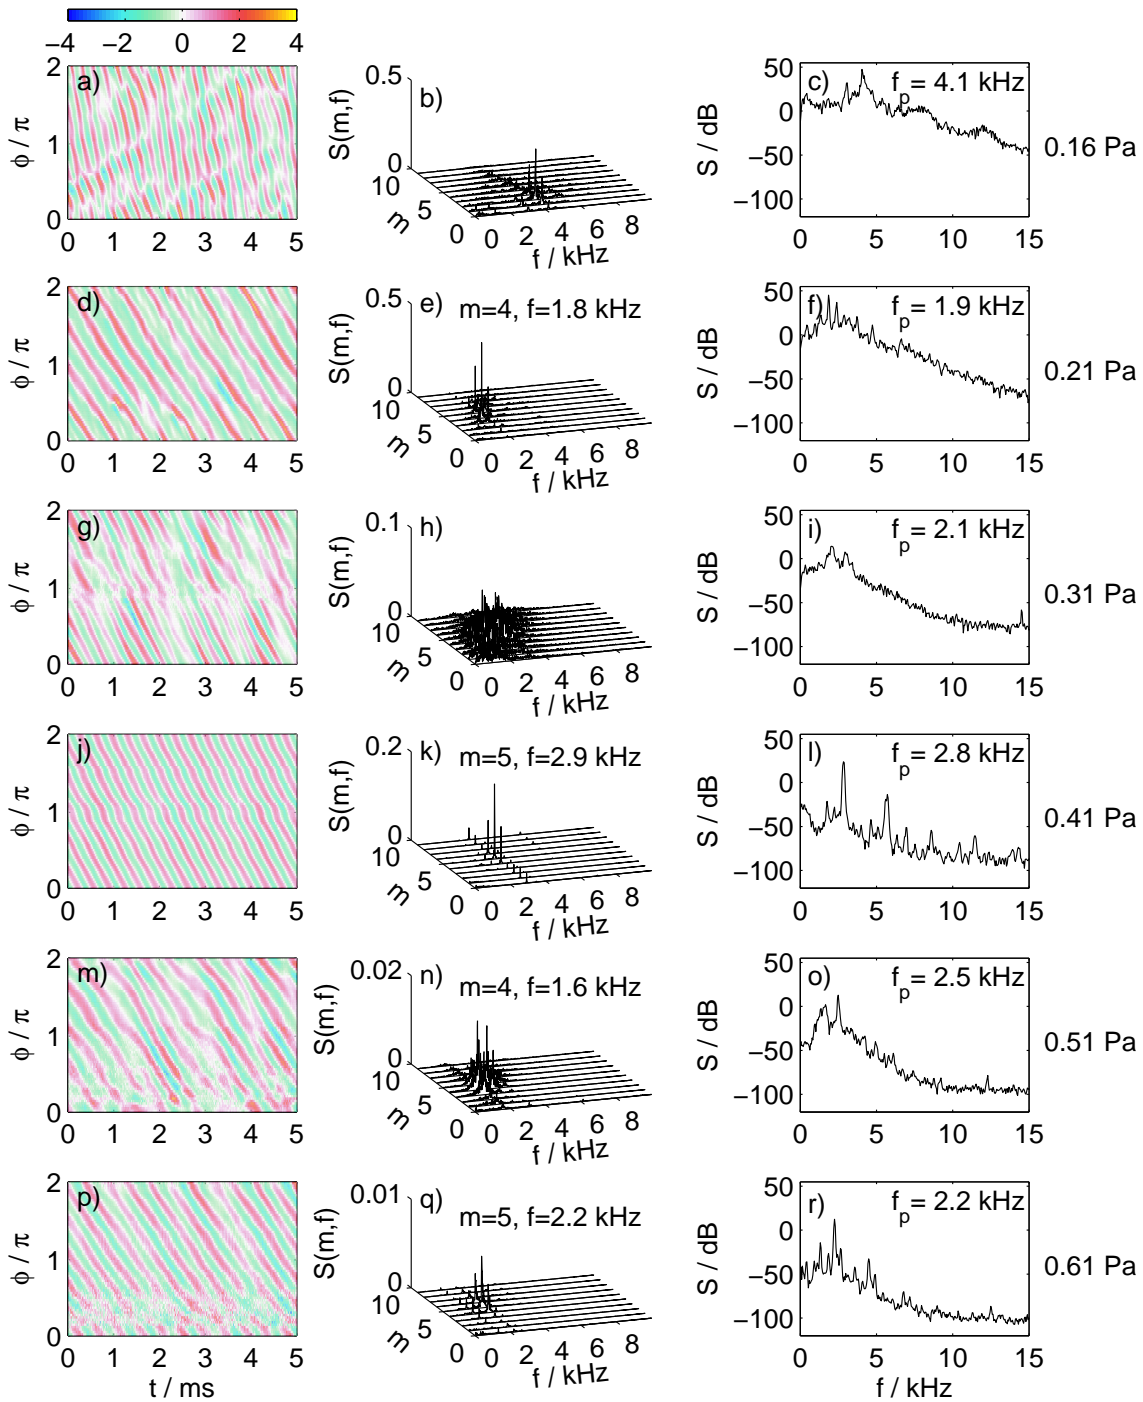 −4 −2 0 2 4
a) b) c) f_p = 4.1 kHz 0.16 Pa
φ / π 2 1 0
0 1 2 3 4 5
S(m,f) 0.5 0
m 10 5 0
0 2 4 6 8
f / kHz
S / dB 50 0 −50 −100
0 5 10 15
d) e) m=4, f=1.8 kHz f) f_p = 1.9 kHz 0.21 Pa
φ / π 2 1 0
0 1 2 3 4 5
S(m,f) 0.5 0
m 10 5 0
0 2 4 6 8
f / kHz
S / dB 50 0 −50 −100
0 5 10 15
g) h) i) f_p = 2.1 kHz 0.31 Pa
φ / π 2 1 0
0 1 2 3 4 5
S(m,f) 0.1 0
m 10 5 0
0 2 4 6 8
f / kHz
S / dB 50 0 −50 −100
0 5 10 15
j) k) m=5, f=2.9 kHz l) f_p = 2.8 kHz 0.41 Pa
φ / π 2 1 0
0 1 2 3 4 5
S(m,f) 0.2 0
m 10 5 0
0 2 4 6 8
f / kHz
S / dB 50 0 −50 −100
0 5 10 15
m) n) m=4, f=1.6 kHz o) f_p = 2.5 kHz 0.51 Pa
φ / π 2 1 0
0 1 2 3 4 5
S(m,f) 0.02 0
m 10 5 0
0 2 4 6 8
f / kHz
S / dB 50 0 −50 −100
0 5 10 15
p) q) m=5, f=2.2 kHz r) f_p = 2.2 kHz 0.61 Pa
φ / π 2 1 0
0 1 2 3 4 5
t / ms
S(m,f) 0.01 0
m 10 5 0
0 2 4 6 8
f / kHz
S / dB 50 0 −50 −100
0 5 10 15
f / kHz